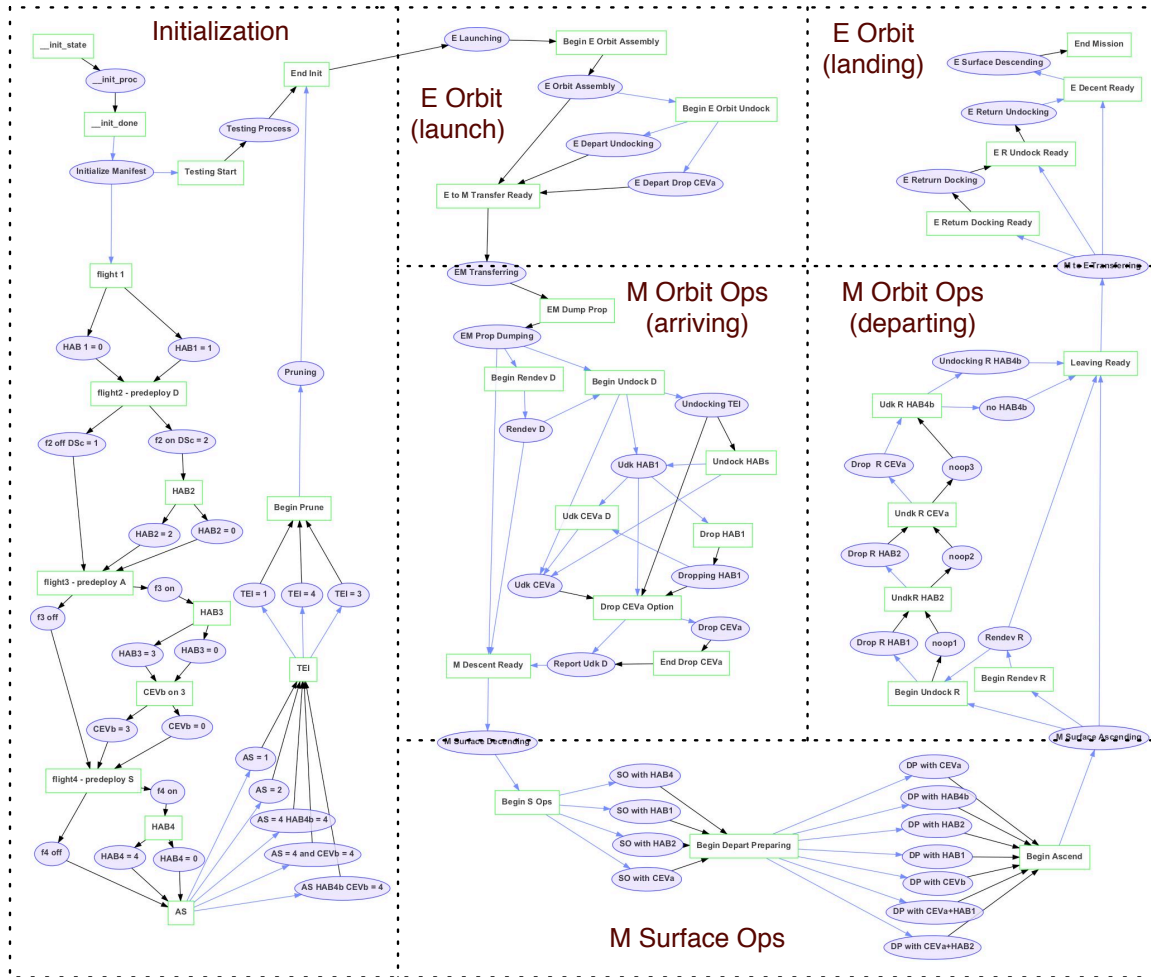 Initialization
__init_state
__init_proc
__init_done
Initialize Manifest
Testing Start
Testing Process
End Init
flight 1
HAB 1 = 0
HAB1 = 1
flight2 - predeploy D
f2 off DSc = 1
f2 on DSc = 2
HAB2
HAB2 = 2
HAB2 = 0
flight3 - predeploy A
f3 on
f3 off
HAB3
HAB3 = 3
HAB3 = 0
CEVb on 3
CEVb = 3
CEVb = 0
flight4 - predeploy S
f4 on
f4 off
HAB4
HAB4 = 4
HAB4 = 0
AS
AS = 1
AS = 2
AS = 4 HAB4b = 4
AS = 4 and CEVb = 4
AS HAB4b CEVb = 4
TEI
TEI = 1
TEI = 4
TEI = 3
Begin Prune
Pruning
E Orbit
(launch)
E Launching
Begin E Orbit Assembly
E Orbit Assembly
Begin E Orbit Undock
E Depart Undocking
E Depart Drop CEVa
E to M Transfer Ready
EM Transferring
M Orbit Ops
(arriving)
EM Dump Prop
EM Prop Dumping
Begin Rendev D
Begin Undock D
Rendev D
Undocking TEI
Undock HABs
Udk HAB1
Udk CEVa D
Drop HAB1
Dropping HAB1
Udk CEVa
Drop CEVa Option
Drop CEVa
End Drop CEVa
Report Udk D
M Descent Ready
M Surface Decending
E Orbit
(landing)
End Mission
E Surface Descending
E Decent Ready
E Return Undocking
E R Undock Ready
E Retrurn Docking
E Return Docking Ready
M to E Transferring
M Orbit Ops
(departing)
Undocking R HAB4b
Leaving Ready
Udk R HAB4b
no HAB4b
Drop R CEVa
noop3
Undk R CEVa
Drop R HAB2
noop2
UndkR HAB2
Drop R HAB1
noop1
Rendev R
Begin Rendev R
Begin Undock R
M Surface Ascending
Begin S Ops
SO with HAB4
SO with HAB1
SO with HAB2
SO with CEVa
Begin Depart Preparing
DP with CEVa
DP with HAB4b
DP with HAB2
DP with HAB1
DP with CEVb
DP with CEVa+HAB1
DP with CEVa+HAB2
Begin Ascend
M Surface Ops